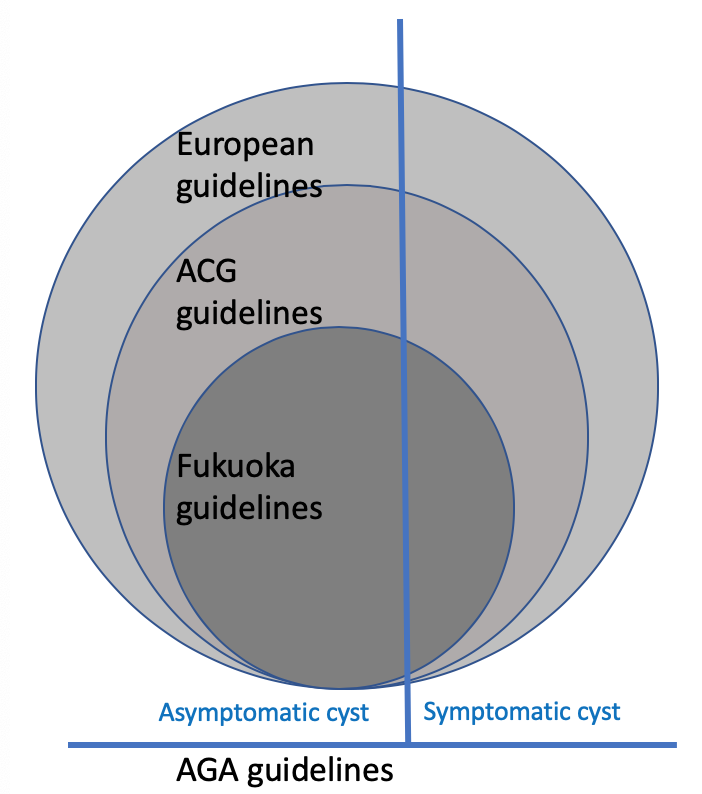 European
guidelines
ACG
guidelines
Fukuoka
guidelines
Asymptomatic cyst
Symptomatic cyst
AGA guidelines